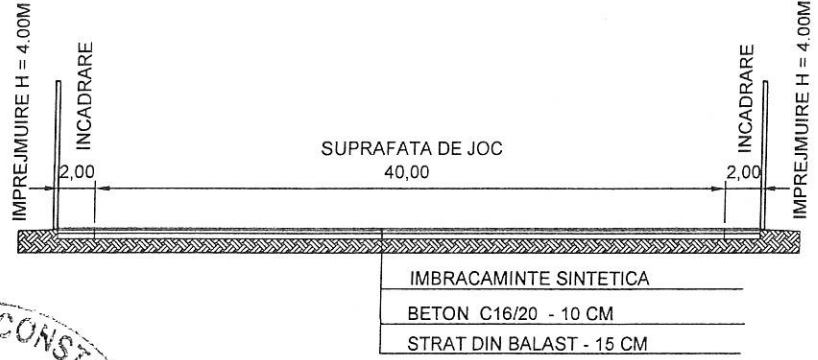 IMPREJMUIRE H = 4.00M
INCADRARE
SUPRAFATA DE JOC
INCADRARE
IMPREJMUIRE H = 4.00M
2,00
40,00
2,00
IMBRACAMINTE SINTETICA
BETON C16/20 - 10 CM
STRAT DIN BALAST - 15 CM